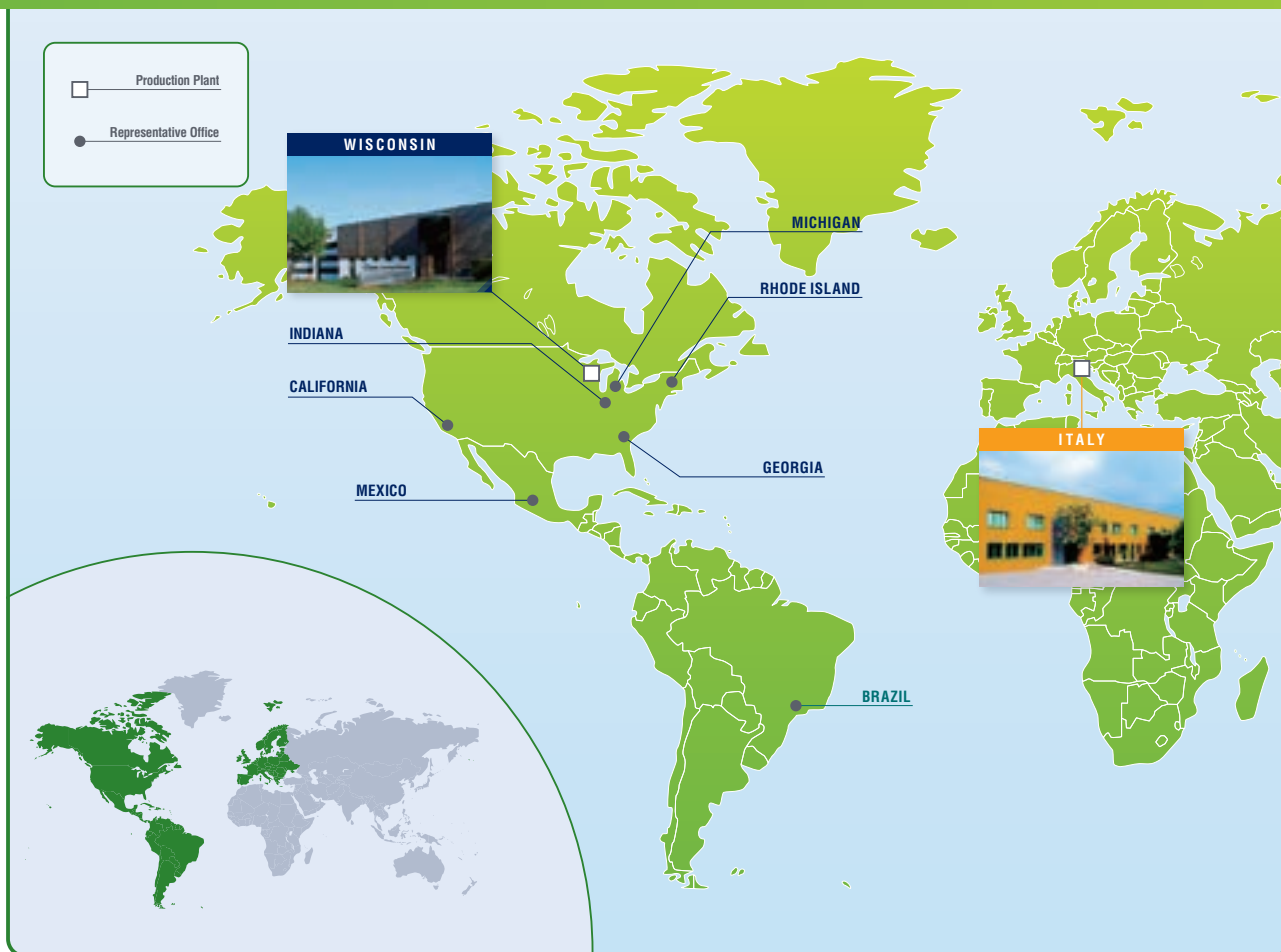 Production Plant
Representative Office
WISCONSIN
MICHIGAN
RHODE ISLAND
INDIANA
CALIFORNIA
ITALY
GEORGIA
MEXICO
BRAZIL